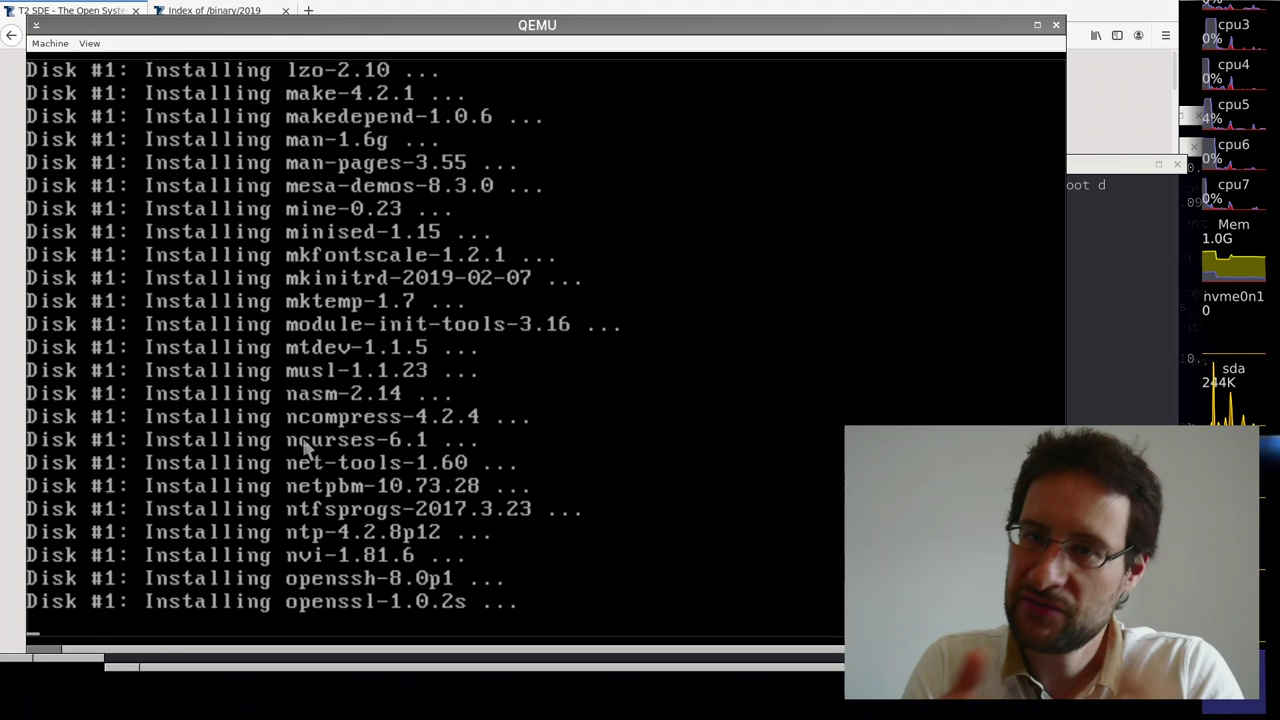 T2 SDE - The Open Syste
Index of /binary/2019
QEMU
Machine View
Disk #1: Installing lzo-2.10 ...
Disk #1: Installing make-4.2.1 ...
Disk #1: Installing makedepend-1.0.6 ...
Disk #1: Installing man-1.6g ...
Disk #1: Installing man-pages-3.55 ...
Disk #1: Installing mesa-demos-8.3.0 ...
Disk #1: Installing mine-0.23 ...
Disk #1: Installing minised-1.15 ...
Disk #1: Installing mkfontscale-1.2.1 ...
Disk #1: Installing mkinitrd-2019-02-07 ...
Disk #1: Installing mktemp-1.7 ...
Disk #1: Installing module-init-tools-3.16 ...
Disk #1: Installing mtdev-1.1.5 ...
Disk #1: Installing musl-1.1.23 ...
Disk #1: Installing nasm-2.14 ...
Disk #1: Installing ncompress-4.2.4 ...
Disk #1: Installing ncurses-6.1 ...
Disk #1: Installing net-tools-1.60 ...
Disk #1: Installing netpbm-10.73.28 ...
Disk #1: Installing ntfsprogs-2017.3.23 ...
Disk #1: Installing ntp-4.2.8p12 ...
Disk #1: Installing nvi-1.81.6 ...
Disk #1: Installing openssh-8.0p1 ...
Disk #1: Installing openssl-1.0.2s ...
oot d
0%
cpu3
0%
cpu4
0%
cpu5
4%
cpu6
0%
cpu7
0%
Mem
1.0G
nvme0n1
0
sda
244K